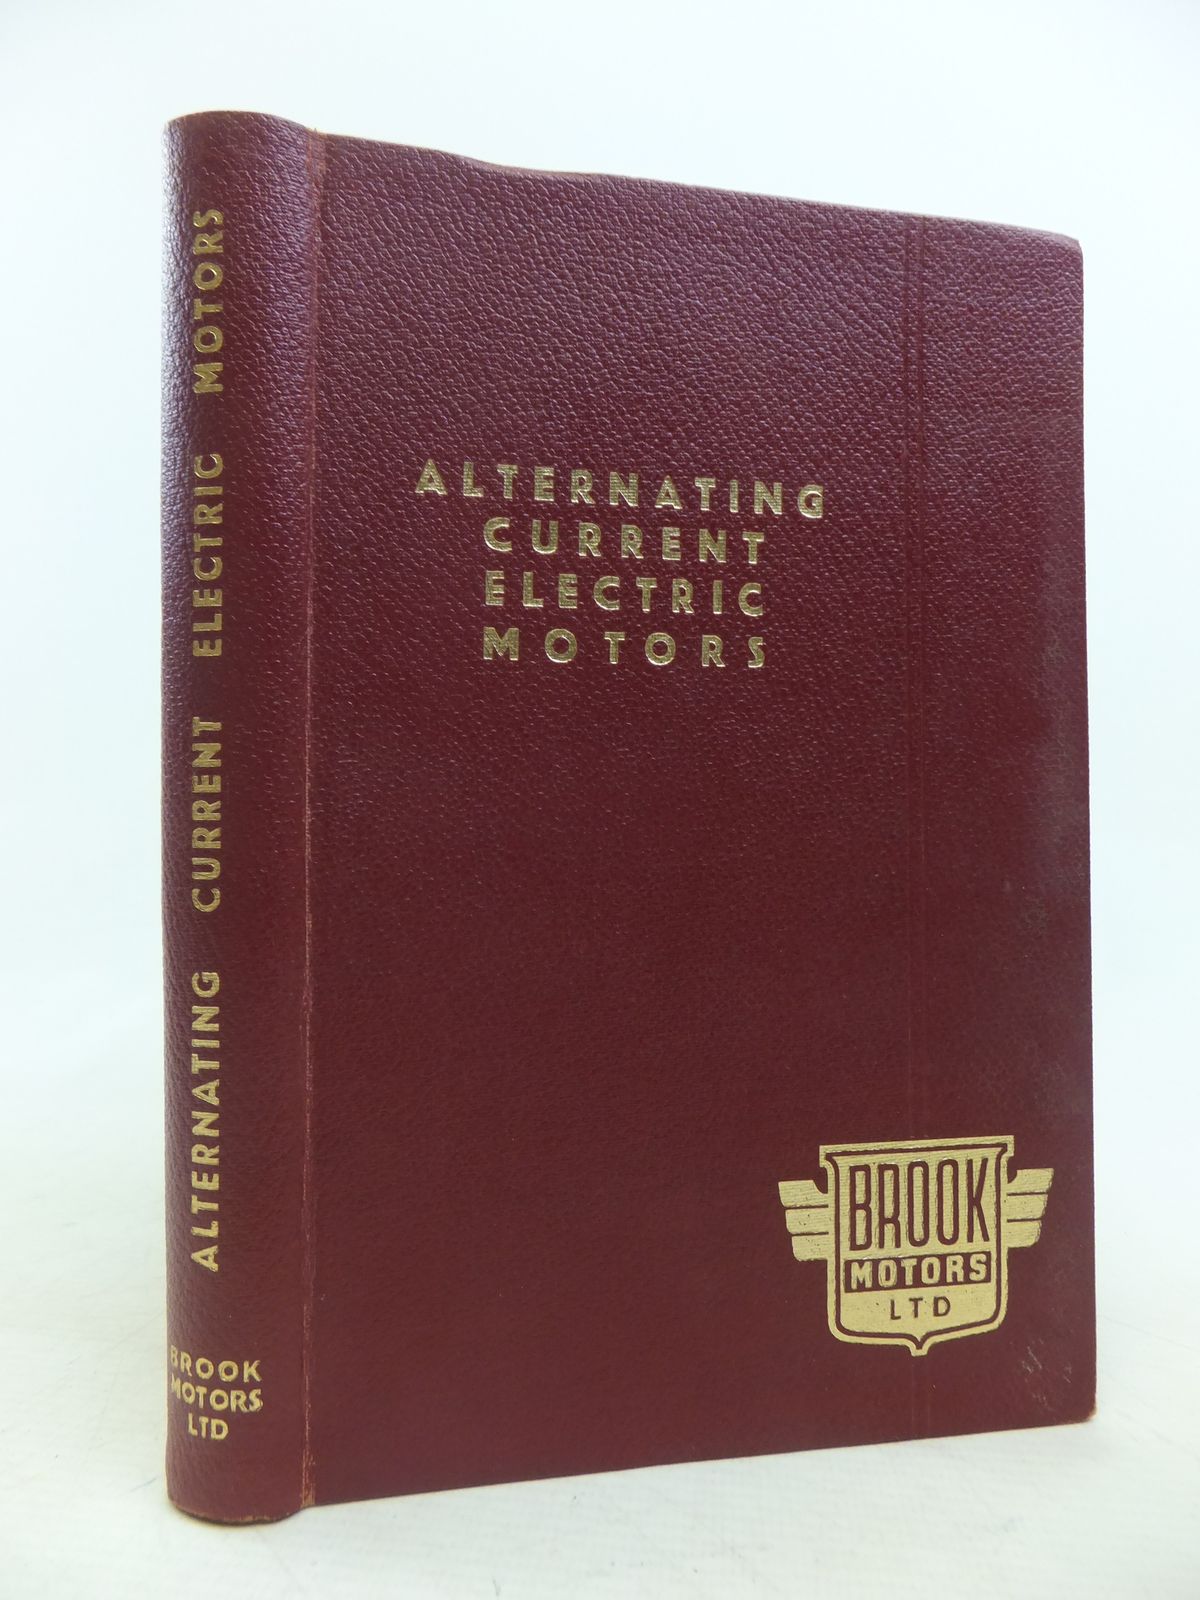 ALTERNATING CURRENT ELECTRIC MOTORS
BROOK
MOTORS
LTD
ALTERNATING
CURRENT
ELECTRIC
MOTORS
BROOK
MOTORS
LTD